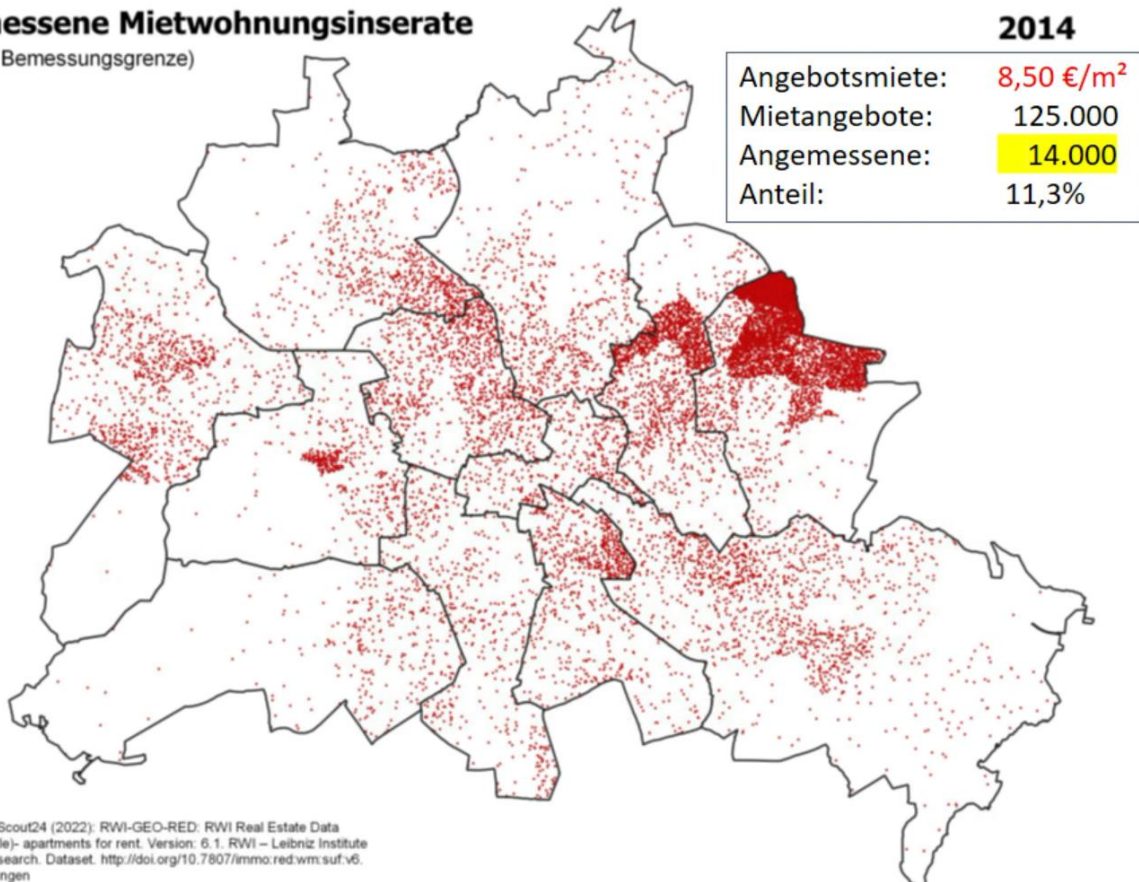 essene Mietwohnungsinserate
Bemessungsgrenze)
2014
Angebotsmiete: 8,50 €/m²
Mietangebote: 125.000
Angemessene: 14.000
Anteil: 11,3%
Scout24 (2022): RWI-GEO-RED: RWI Real Estate Data
le)- apartments for rent. Version: 6.1. RWI – Leibniz Institute
search. Dataset. http://doi.org/10.7807/immo:red:wm:suf:v6.
ngen